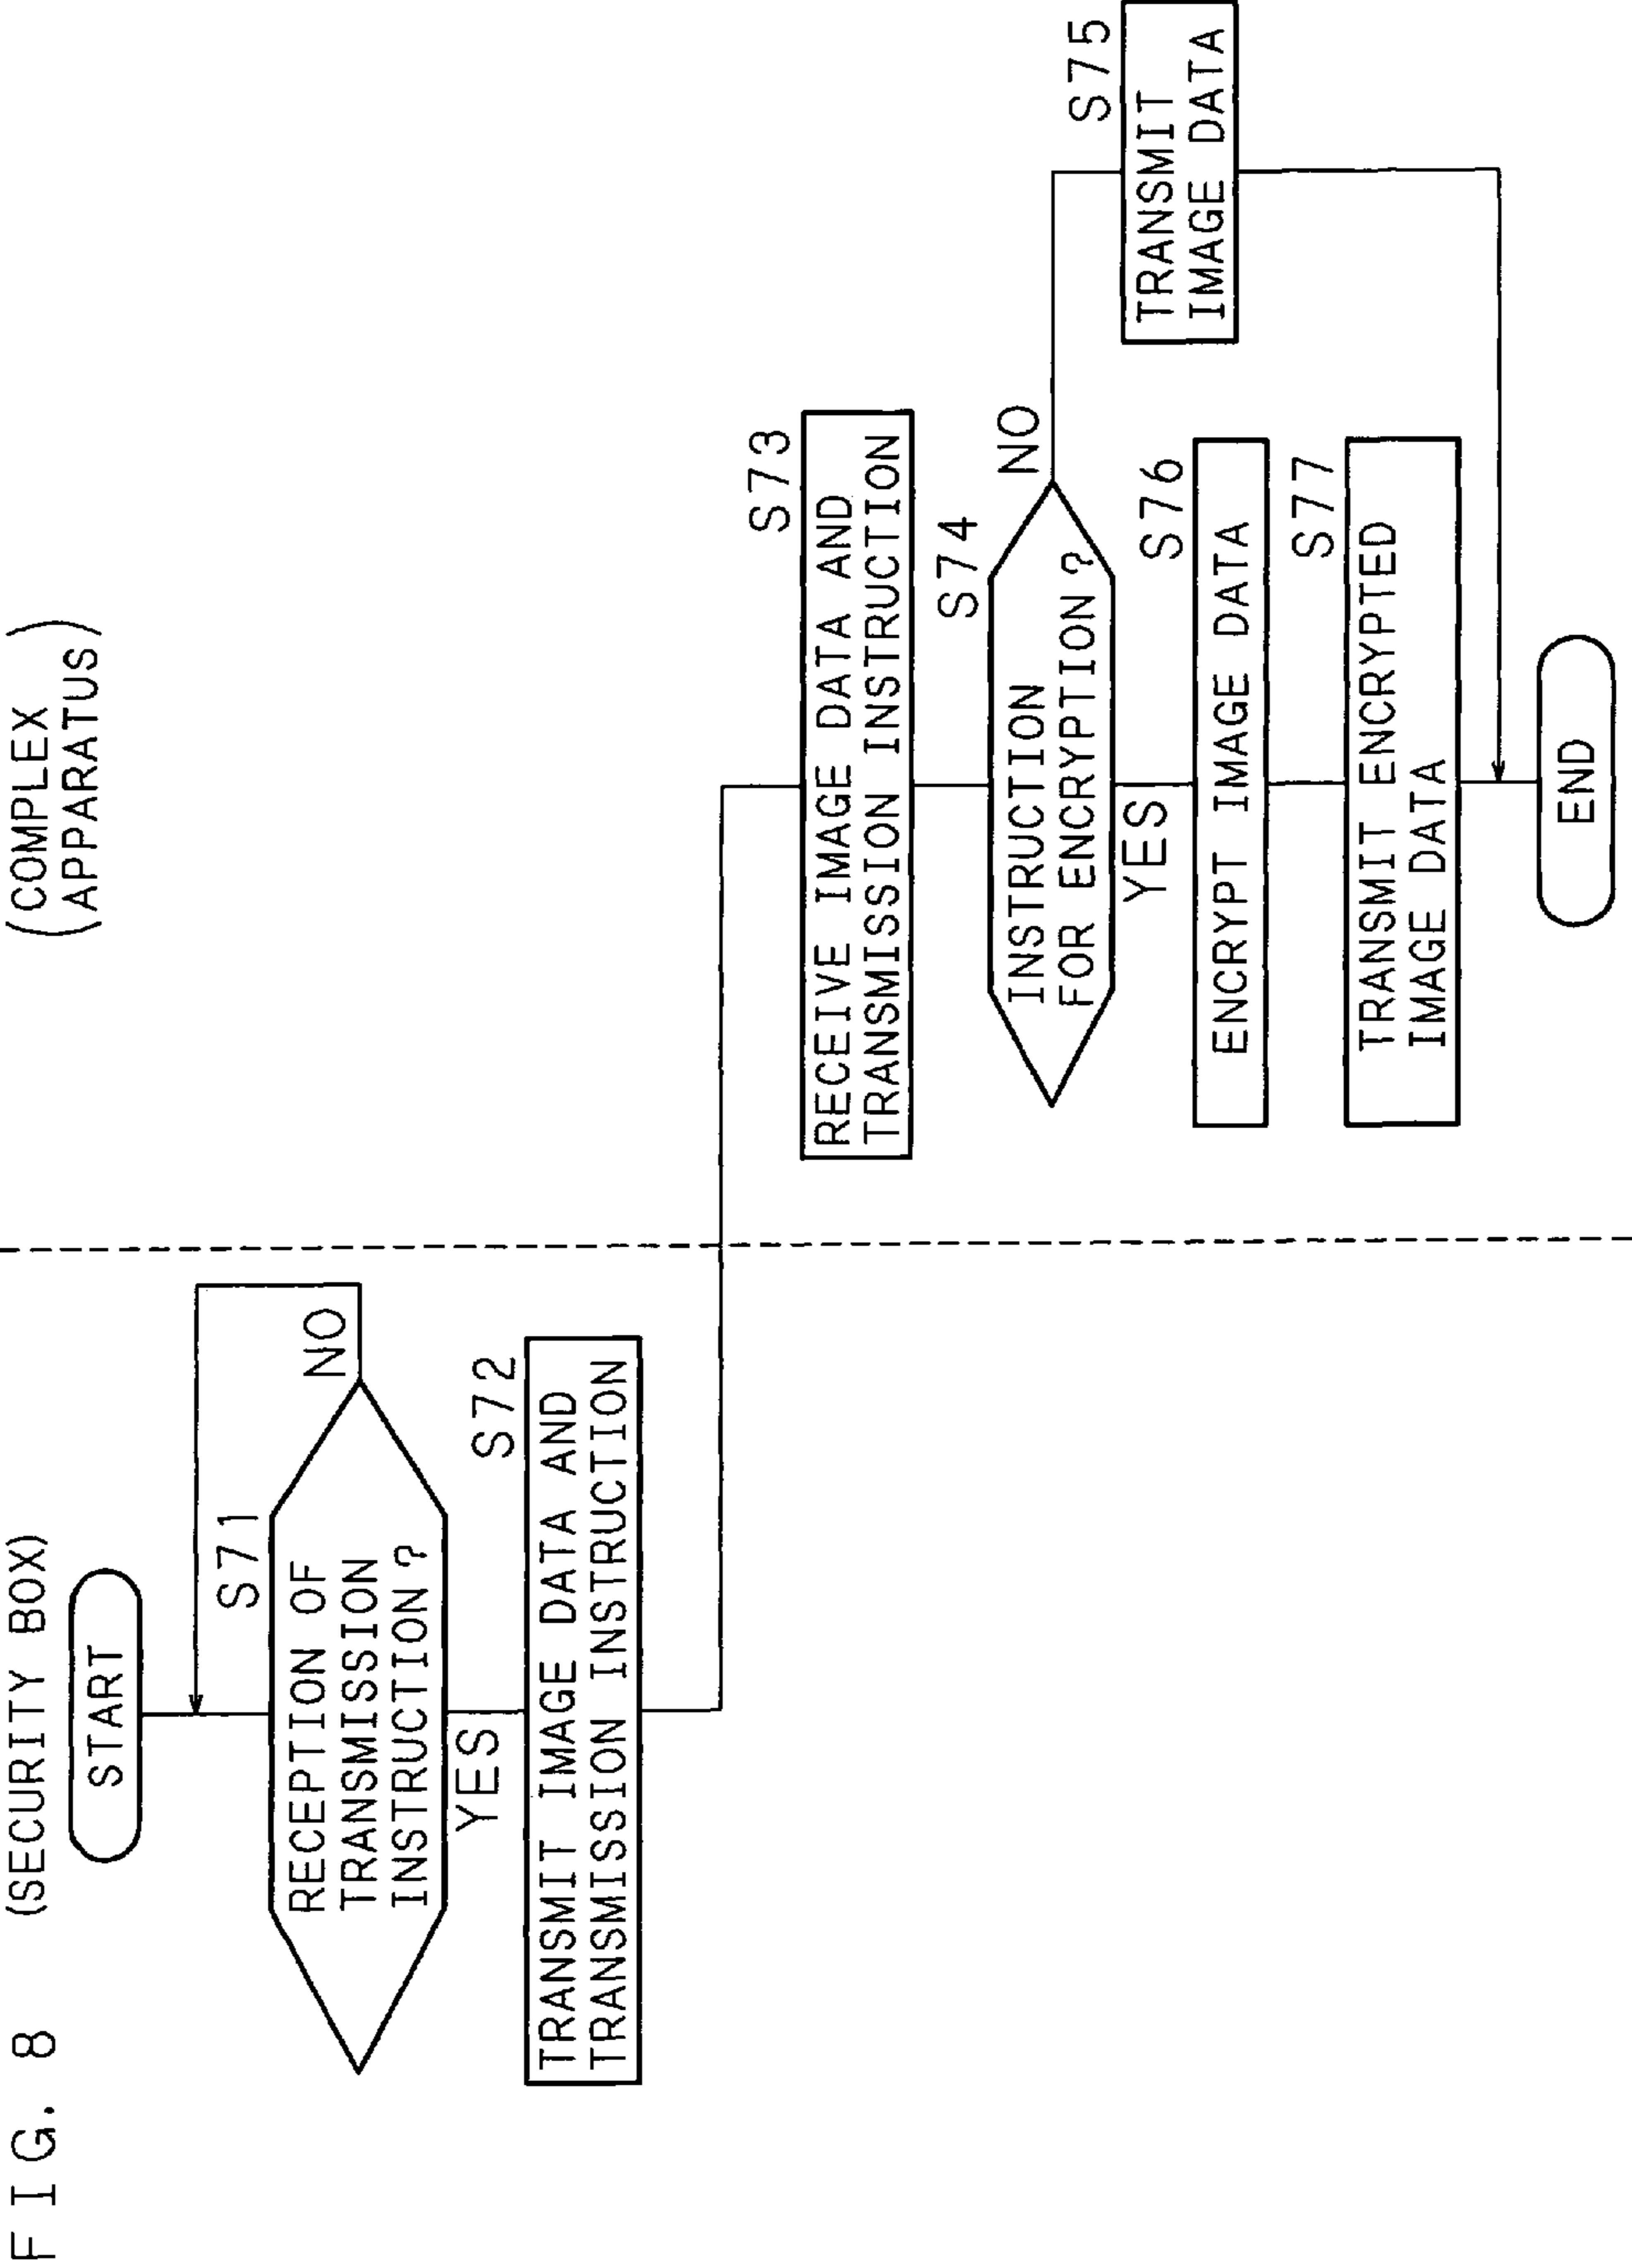 FIG. 8
(SECURITY BOX)
START
S71
RECEPTION OF
TRANSMISSION
INSTRUCTION?
NO
YES
S72
TRANSMIT IMAGE DATA AND
TRANSMISSION INSTRUCTION
(COMPLEX
APPARATUS)
S73
RECEIVE IMAGE DATA AND
TRANSMISSION INSTRUCTION
S74
INSTRUCTION
FOR ENCRYPTION?
NO
YES
S75
TRANSMIT
IMAGE DATA
S76
ENCRYPT IMAGE DATA
S77
TRANSMIT ENCRYPTED
IMAGE DATA
END